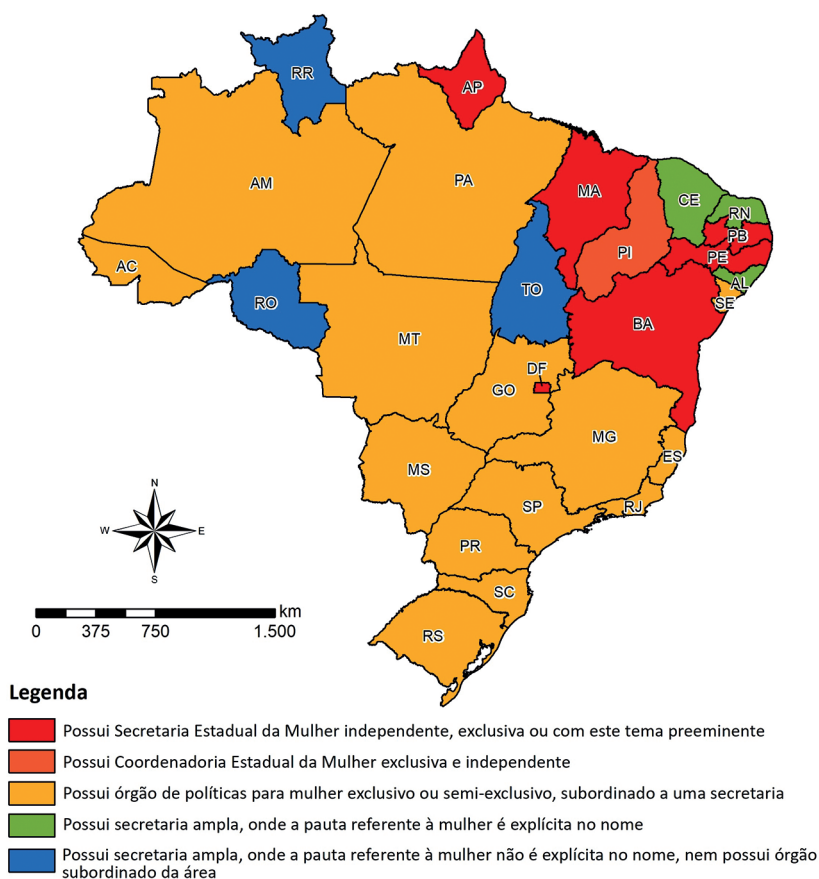 RR
AP
AM
PA
MA
CE
RN
PB
PI
PE
AC
AL
TO
SE
RO
BA
MT
DF
GO
MG
ES
MS
SP
RJ
PR
SC
RS
N
W
E
S
km
0 375 750 1.500
Legenda
Possui Secretaria Estadual da Mulher independente, exclusiva ou com este tema preeminente
Possui Coordenadoria Estadual da Mulher exclusiva e independente
Possui órgão de políticas para mulher exclusivo ou semi-exclusivo, subordinado a uma secretaria
Possui secretaria ampla, onde a pauta referente à mulher é explícita no nome
Possui secretaria ampla, onde a pauta referente à mulher não é explícita no nome, nem possui órgão
subordinado da área